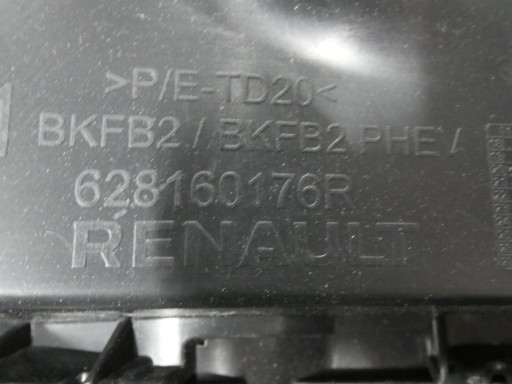 >P/E-TD20<
BKFB2 / BKFB2 PHEV
628160176R
RENAULT